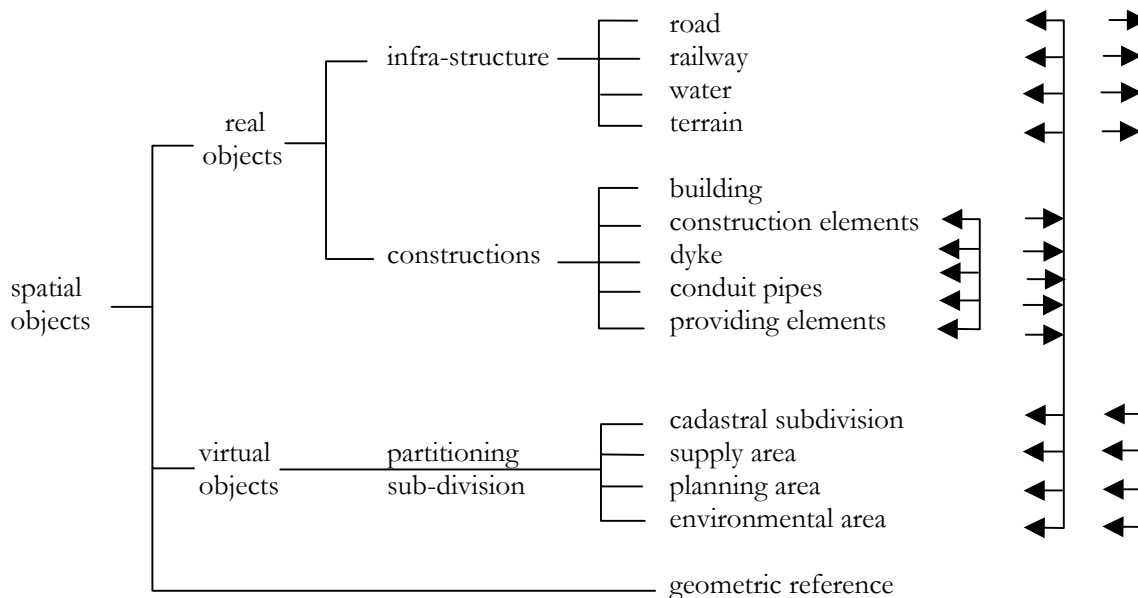 spatial
objects
real
objects
infra-structure
road
railway
water
terrain
constructions
building
construction elements
dyke
conduit pipes
providing elements
virtual
objects
partitioning
sub-division
cadastral subdivision
supply area
planning area
environmental area
geometric reference